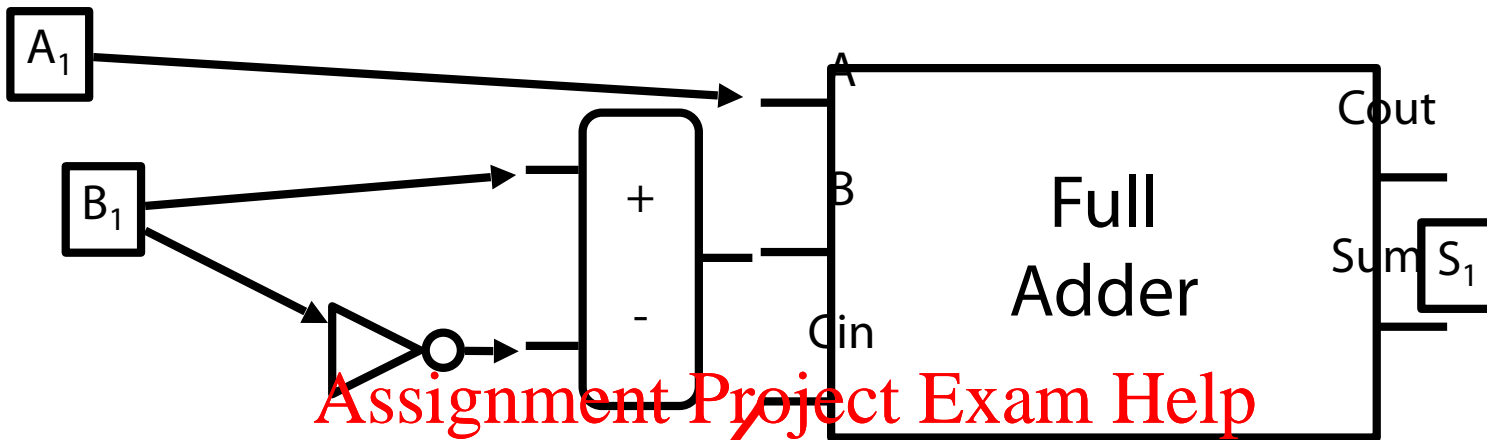 A₁
A
Cout
B₁
+
B
Full
Adder
Sum
S₁
-
Cin
Assignment Project Exam Help